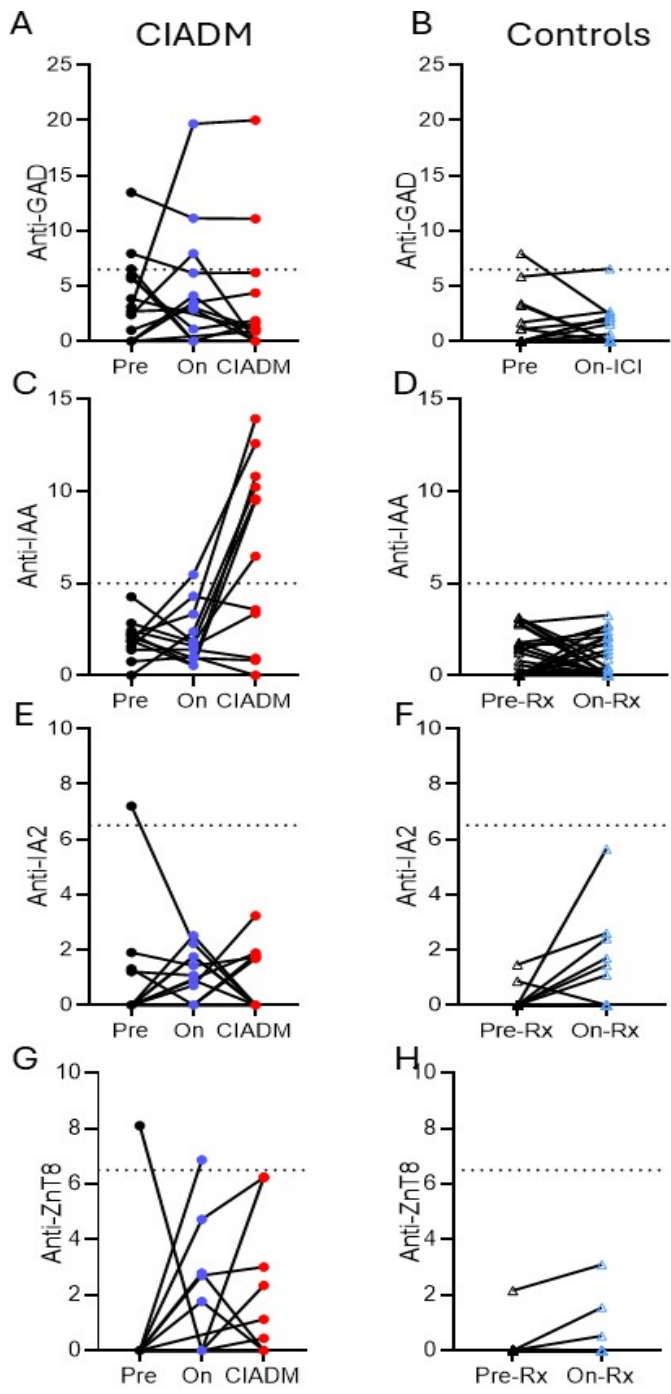 A CIADM B Controls
25 25
20 20
15 15
10 10
5 5
0 0
Anti-GAD Anti-GAD
Pre On CIADM Pre On-ICI
C D
15 15
10 10
5 5
0 0
Anti-IAA Anti-IAA
Pre On CIADM Pre-Rx On-Rx
E F
10 10
8 8
6 6
4 4
2 2
0 0
Anti-IA2 Anti-IA2
Pre On CIADM Pre-Rx On-Rx
G H
10 10
8 8
6 6
4 4
2 2
0 0
Anti-ZnT8 Anti-ZnT8
Pre On CIADM Pre-Rx On-Rx